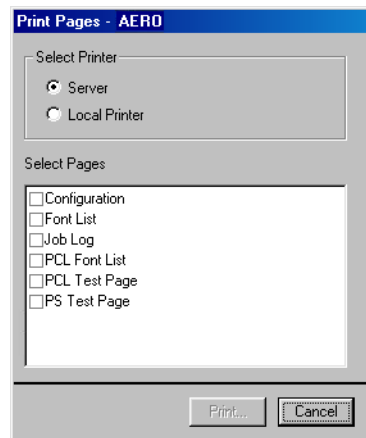 Print Pages - AERO
Select Printer
Server
Local Printer
Select Pages
Configuration
Font List
Job Log
PCL Font List
PCL Test Page
PS Test Page
Print... Cancel